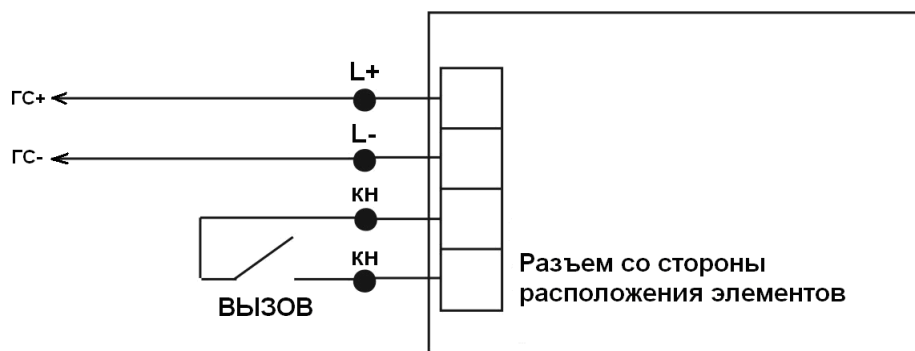 L+
ГС+
L-
ГС-
КН
КН
ВЫЗОВ
Разъем со стороны
расположения элементов